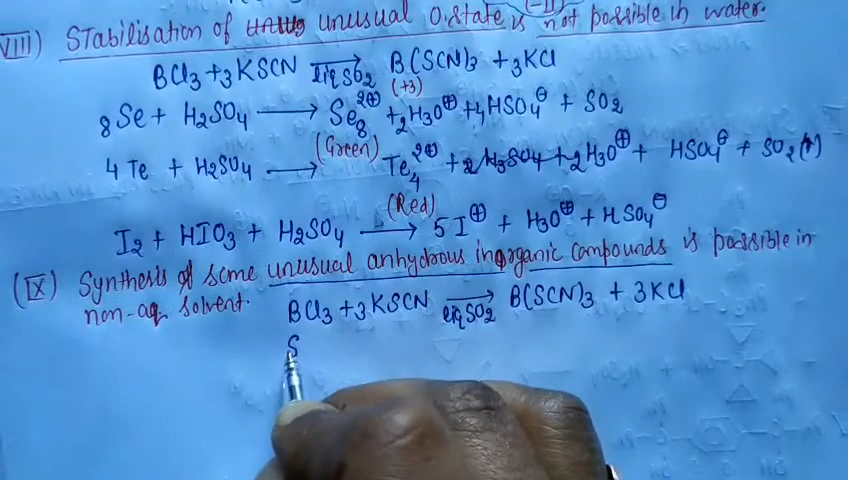 (-II)
VIII) Stabilisation of unusual O.state is not possible in water.
BCl3 + 3KSCN liq SO2 → B(SCN)3 + 3KCl
(+3)
8Se + H2SO4 → Se8 2⊕ + 2H3O⊕ + 4HSO4⊖ + SO2
(Green)
4Te + H2SO4 → Te4 2⊕ + 2H3O⊕ + HSO4⊖ + SO2(↑)
(Red)
I2 + HIO3 + H2SO4 → 5I⊕ + H3O⊕ + HSO4⊖
(IX) Synthesis of some unusual anhydrous inorganic compounds is possible in
non-aq solvent.
BCl3 + 3KSCN → liq SO2 B(SCN)3 + 3KCl
S